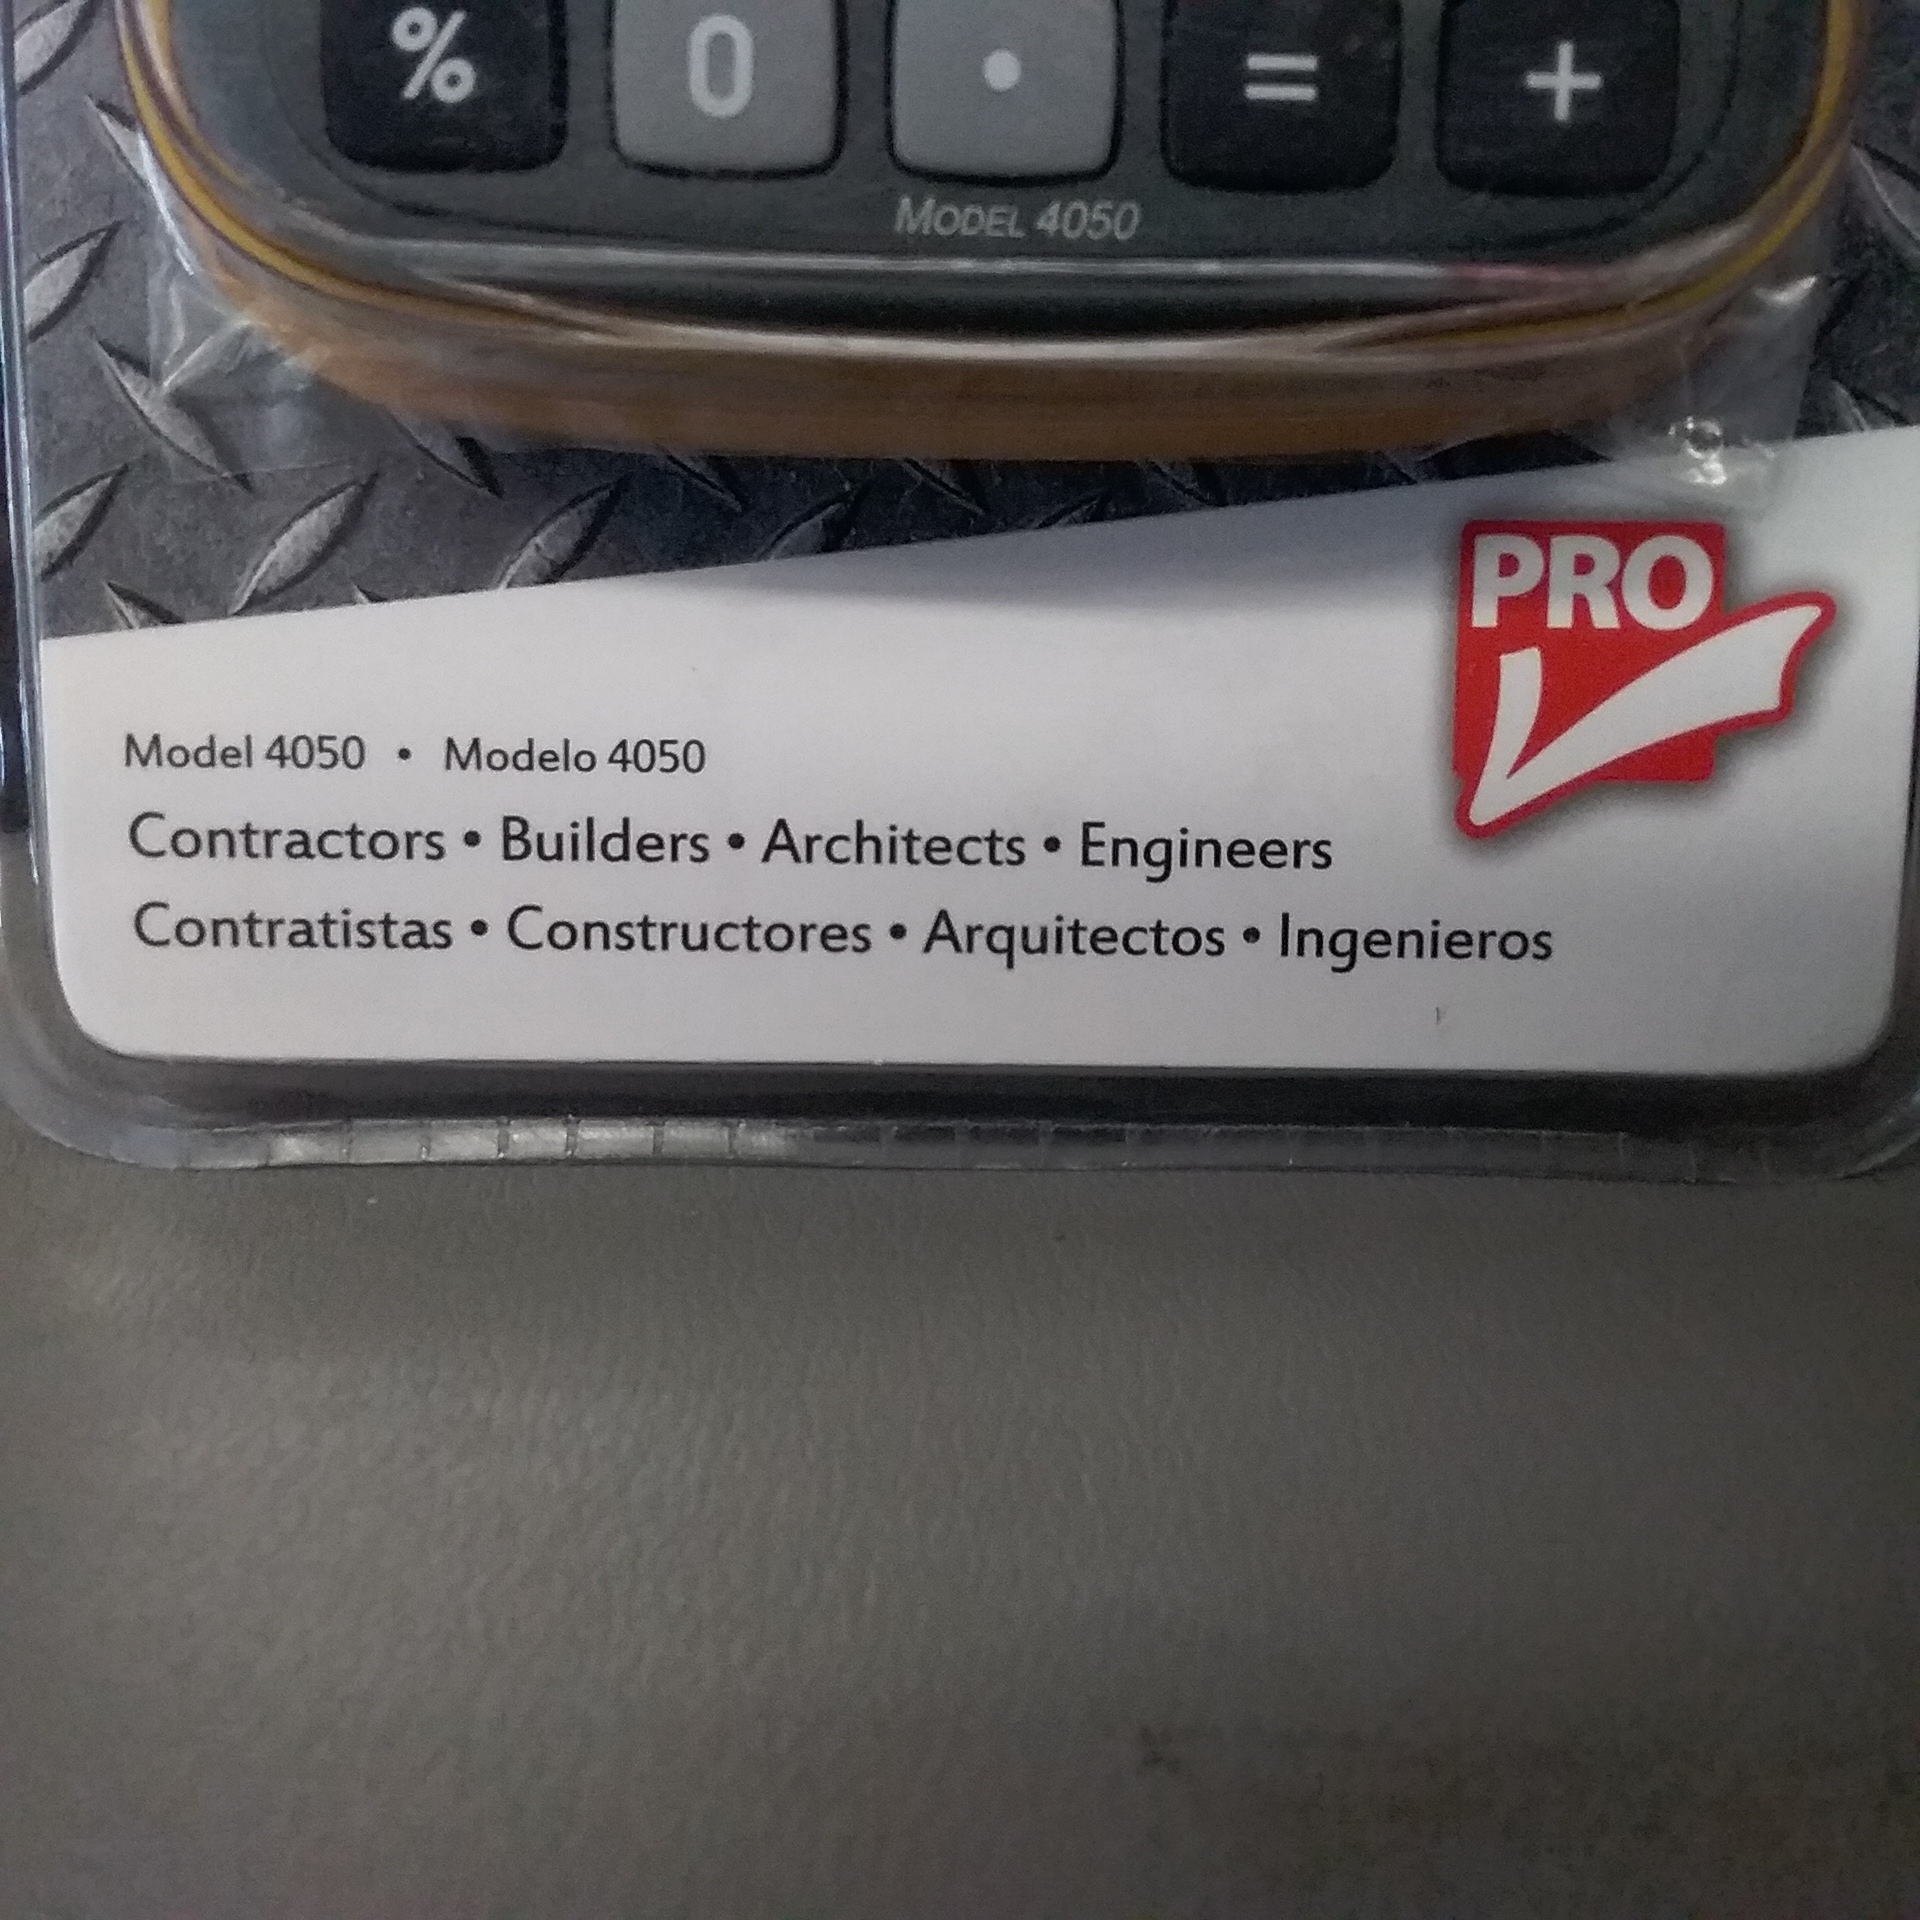 % 0 . = +
MODEL 4050
PRO
Model 4050 • Modelo 4050
Contractors • Builders • Architects • Engineers
Contratistas • Constructores • Arquitectos • Ingenieros